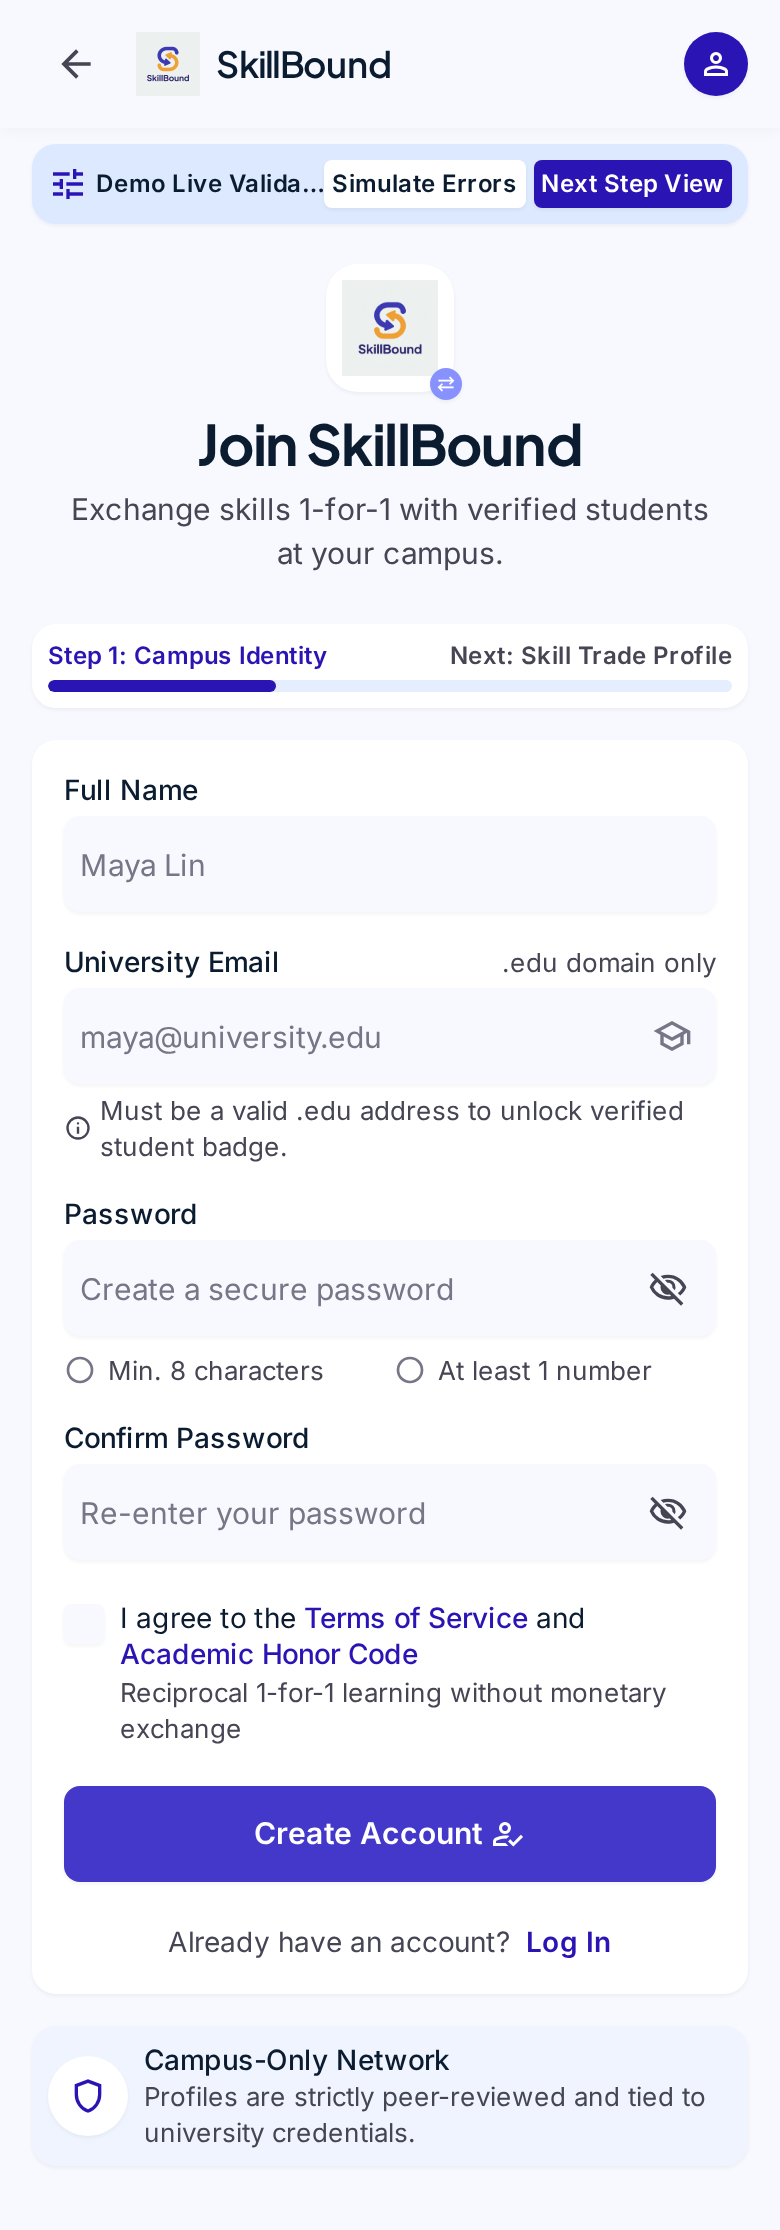 SkillBound
SkillBound
Demo Live Valida...
Simulate Errors
Next Step View
SkillBound
Join SkillBound
Exchange skills 1-for-1 with verified students
at your campus.
Step 1: Campus Identity
Next: Skill Trade Profile
Full Name
Maya Lin
University Email
.edu domain only
maya@university.edu
Must be a valid .edu address to unlock verified
student badge.
Password
Create a secure password
Min. 8 characters
At least 1 number
Confirm Password
Re-enter your password
I agree to the Terms of Service and
Academic Honor Code
Reciprocal 1-for-1 learning without monetary
exchange
Create Account
Already have an account? Log In
Campus-Only Network
Profiles are strictly peer-reviewed and tied to
university credentials.